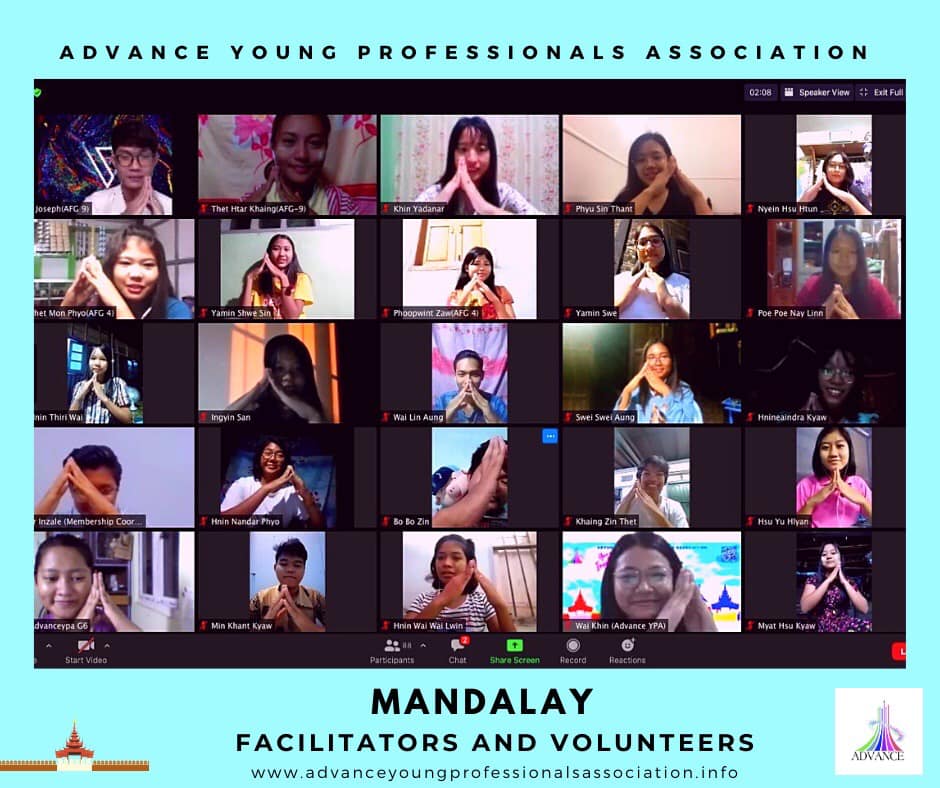 ADVANCE YOUNG PROFESSIONALS ASSOCIATION
02:08 Speaker View Exit Full
Joseph(AFG 9) Thet Htar Khaing(AFG-9) Khin Yadanar Phyu Sin Thant Nyein Hsu Htun _
het Mon Phyo(AFG 4) Yamin Shwe Sin Phoopwint Zaw(AFG 4) Yamin Swe Poe Poe Nay Linn
nin Thiri Wai Ingyin San Wai Lin Aung Swei Swei Aung Hnineaindra Kyaw
r Inzale (Membership Coor... Hnin Nandar Phyo Bo Bo Zin Khaing Zin Thet Hsu Yu Hlyan
dvanceypa G6 Min Khant Kyaw Hnin Wai Wai Lwin Wai Khin (Advance YPA) Myat Hsu Kyaw
Start Video Participants 88 Chat 2 Share Screen Record Reactions L
MANDALAY
FACILITATORS AND VOLUNTEERS
www.advanceyoungprofessionalsassociation.info
ADVANCE